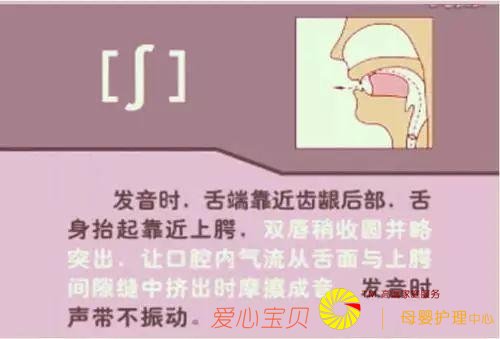 [ʃ]
发音时．舌端靠近齿龈后部．舌
身抬起靠近上腭．双唇稍收圆并略
突出．让口腔内气流从舌面与上腭
间隙缝中挤出时摩擦成音．发音时
声带不振动。
爱心宝贝
母婴护理中心